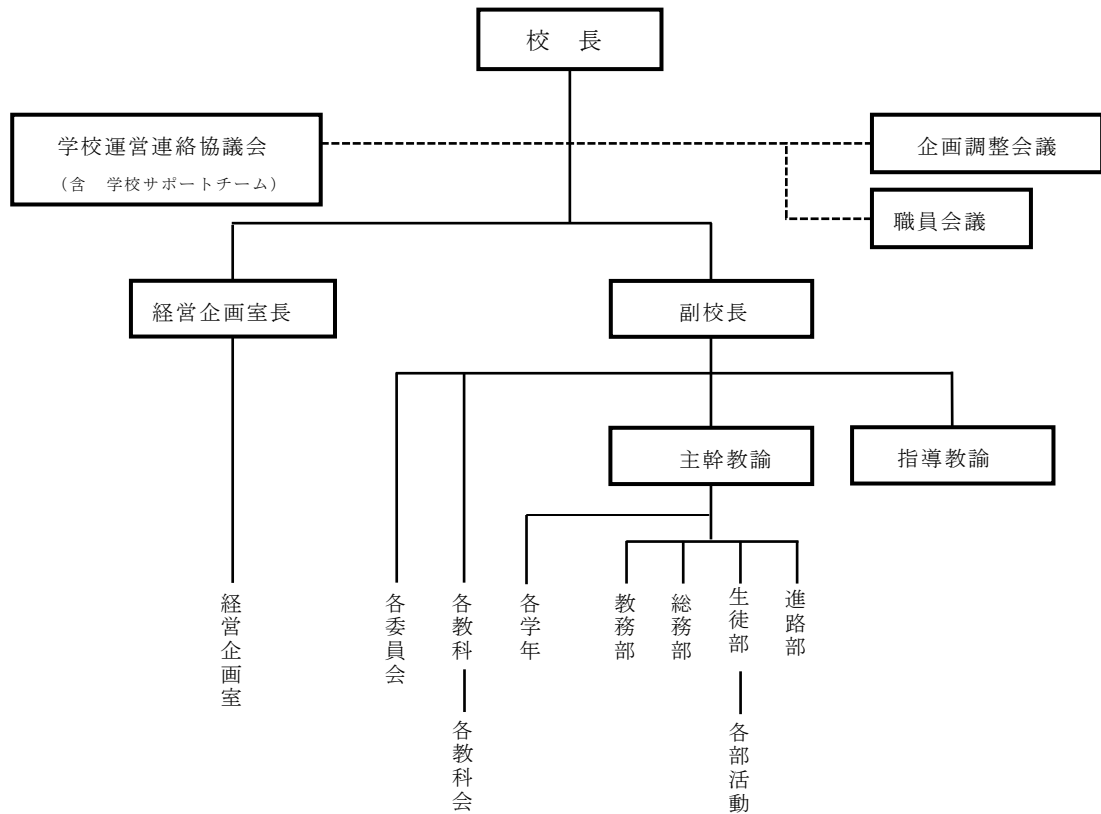 校　長
学校運営連絡協議会
（含　学校サポートチーム）
企画調整会議
職員会議
経営企画室長
副校長
主幹教諭
指導教諭
経営企画室
各委員会
各教科
各学年
教務部
総務部
生徒部
進路部
各教科会
各部活動